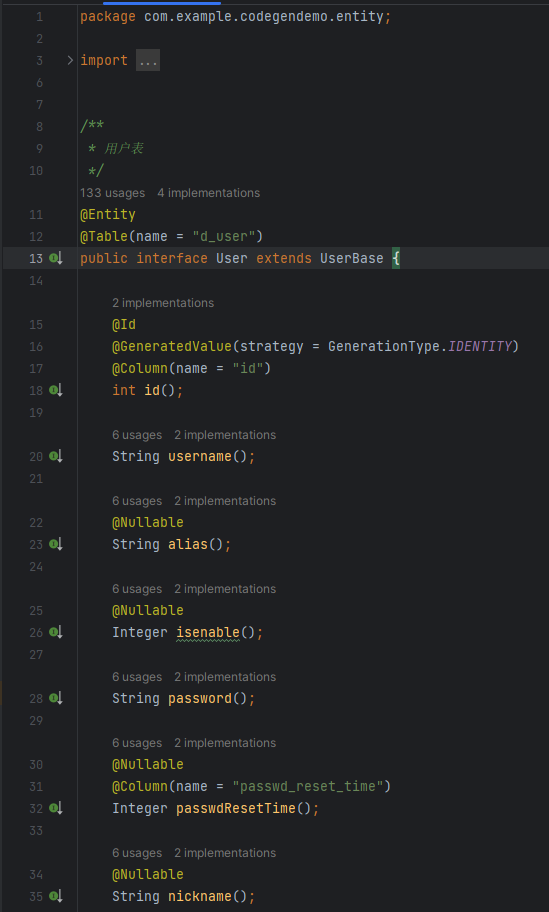 1 package com.example.codegendemo.entity;
2
3 import ...
6
7
8 /**
9 * 用户表
10 */
133 usages 4 implementations
11 @Entity
12 @Table(name = "d_user")
13 public interface User extends UserBase {
14
2 implementations
15 @Id
16 @GeneratedValue(strategy = GenerationType.IDENTITY)
17 @Column(name = "id")
18 int id();
19
6 usages 2 implementations
20 String username();
21
6 usages 2 implementations
22 @Nullable
23 String alias();
24
6 usages 2 implementations
25 @Nullable
26 Integer isenable();
27
6 usages 2 implementations
28 String password();
29
6 usages 2 implementations
30 @Nullable
31 @Column(name = "passwd_reset_time")
32 Integer passwdResetTime();
33
6 usages 2 implementations
34 @Nullable
35 String nickname();